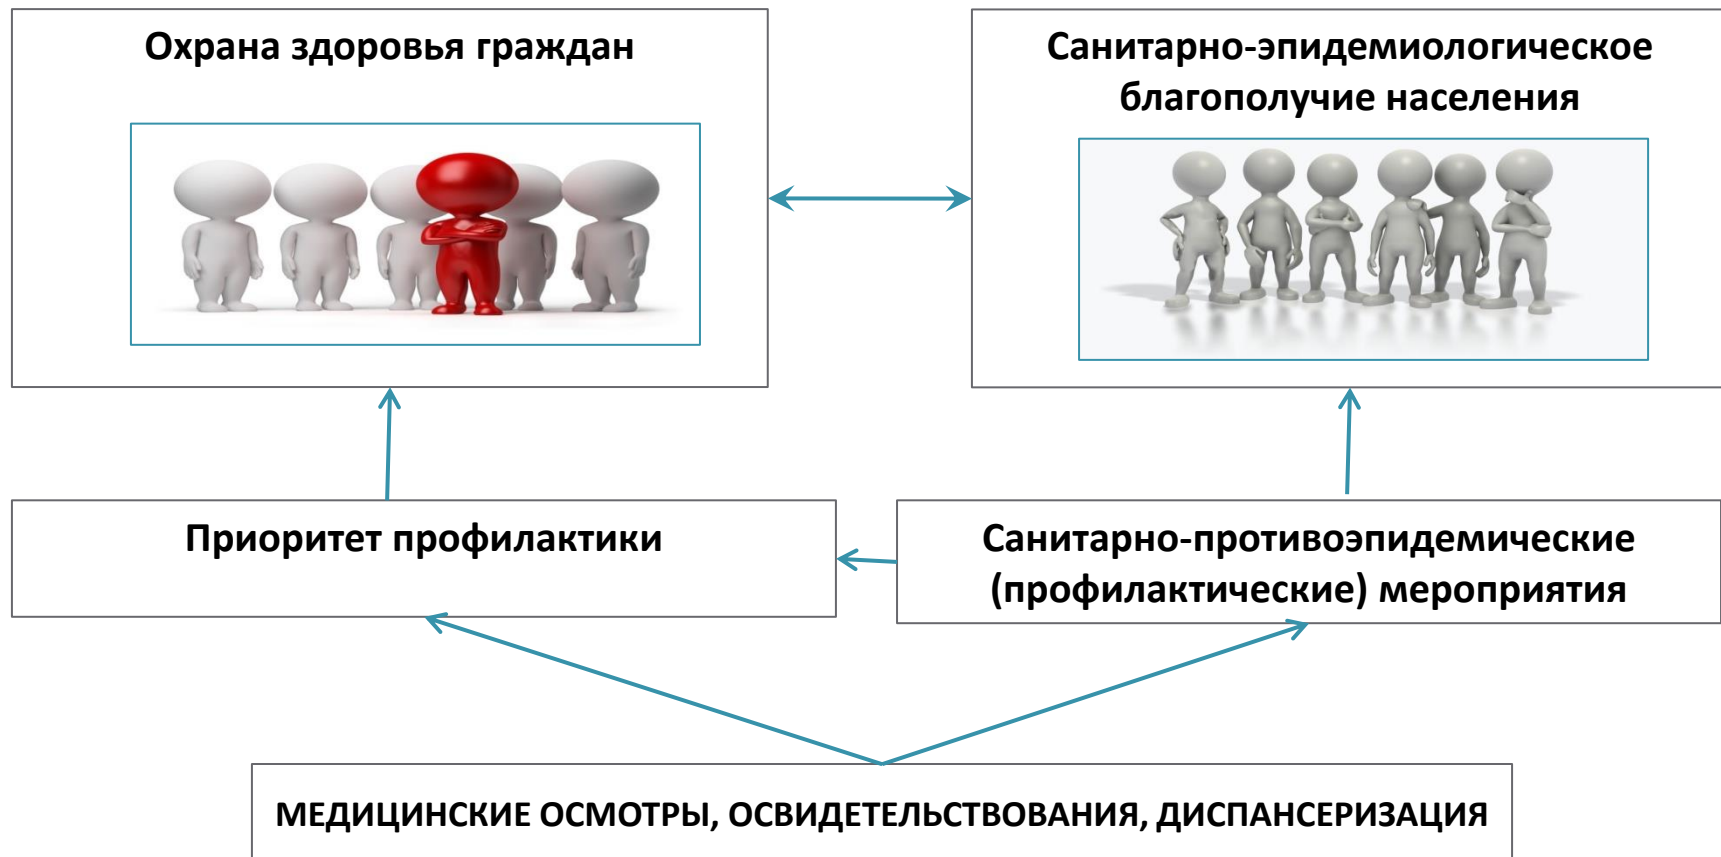 Охрана здоровья граждан
Санитарно-эпидемиологическое
благополучие населения
Приоритет профилактики
Санитарно-противоэпидемические
(профилактические) мероприятия
МЕДИЦИНСКИЕ ОСМОТРЫ, ОСВИДЕТЕЛЬСТВОВАНИЯ, ДИСПАНСЕРИЗАЦИЯ